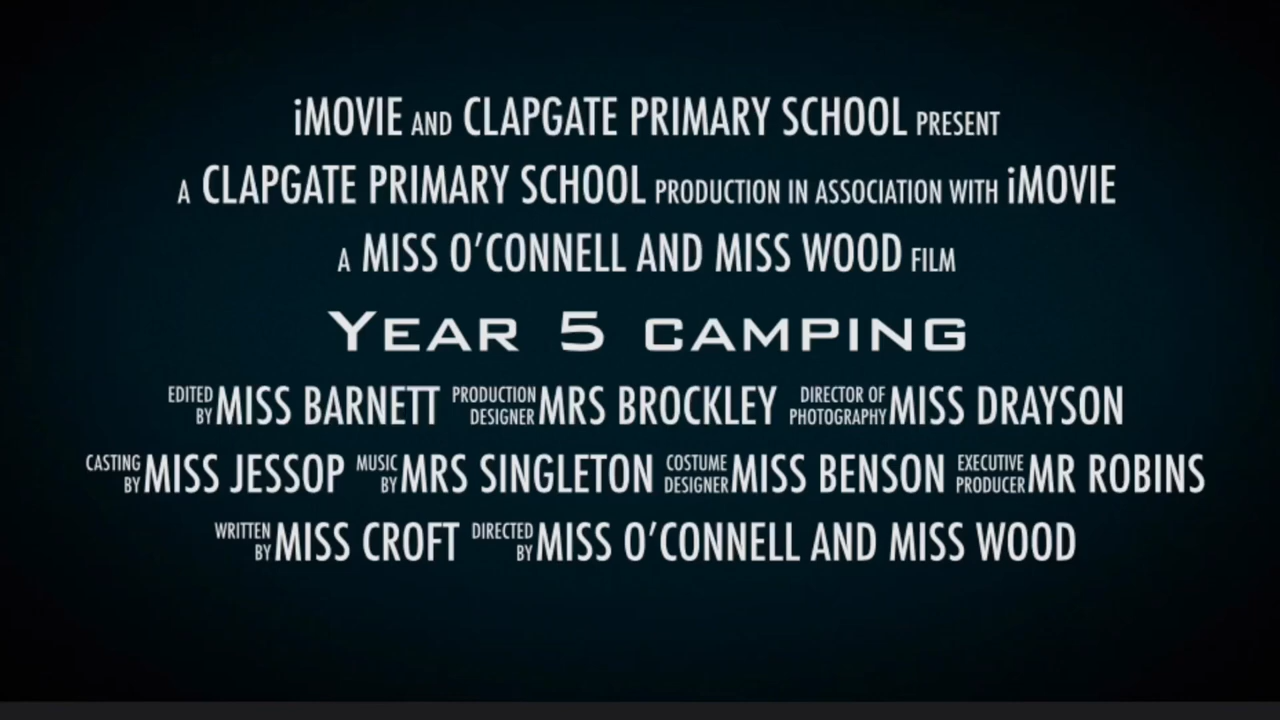 iMOVIE AND CLAPGATE PRIMARY SCHOOL PRESENT
A CLAPGATE PRIMARY SCHOOL PRODUCTION IN ASSOCIATION WITH iMOVIE
A MISS O'CONNELL AND MISS WOOD FILM
YEAR 5 CAMPING
EDITED BY MISS BARNETT PRODUCTION DESIGNER MRS BROCKLEY DIRECTOR OF PHOTOGRAPHY MISS DRAYSON
CASTING BY MISS JESSOP MUSIC BY MRS SINGLETON COSTUME DESIGNER MISS BENSON EXECUTIVE PRODUCER MR ROBINS
WRITTEN BY MISS CROFT DIRECTED BY MISS O'CONNELL AND MISS WOOD